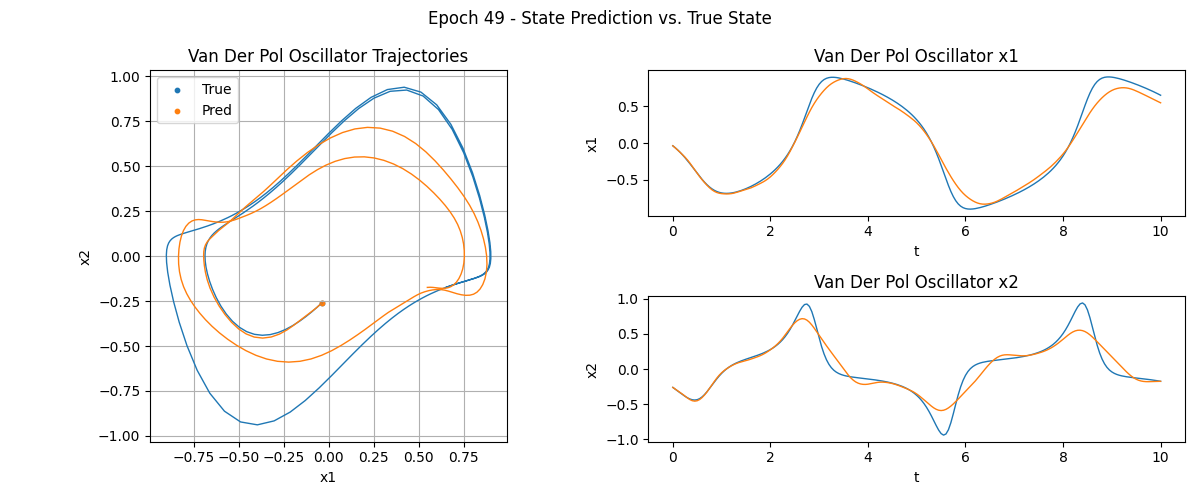 Epoch 49 - State Prediction vs. True State
Van Der Pol Oscillator Trajectories
True
Pred
1.00
0.75
0.50
0.25
0.00
−0.25
−0.50
−0.75
−1.00
x2
−0.75 −0.50 −0.25 0.00 0.25 0.50 0.75
x1
Van Der Pol Oscillator x1
0.5
0.0
−0.5
x1
0 2 4 6 8 10
t
Van Der Pol Oscillator x2
1.0
0.5
0.0
−0.5
−1.0
x2
0 2 4 6 8 10
t